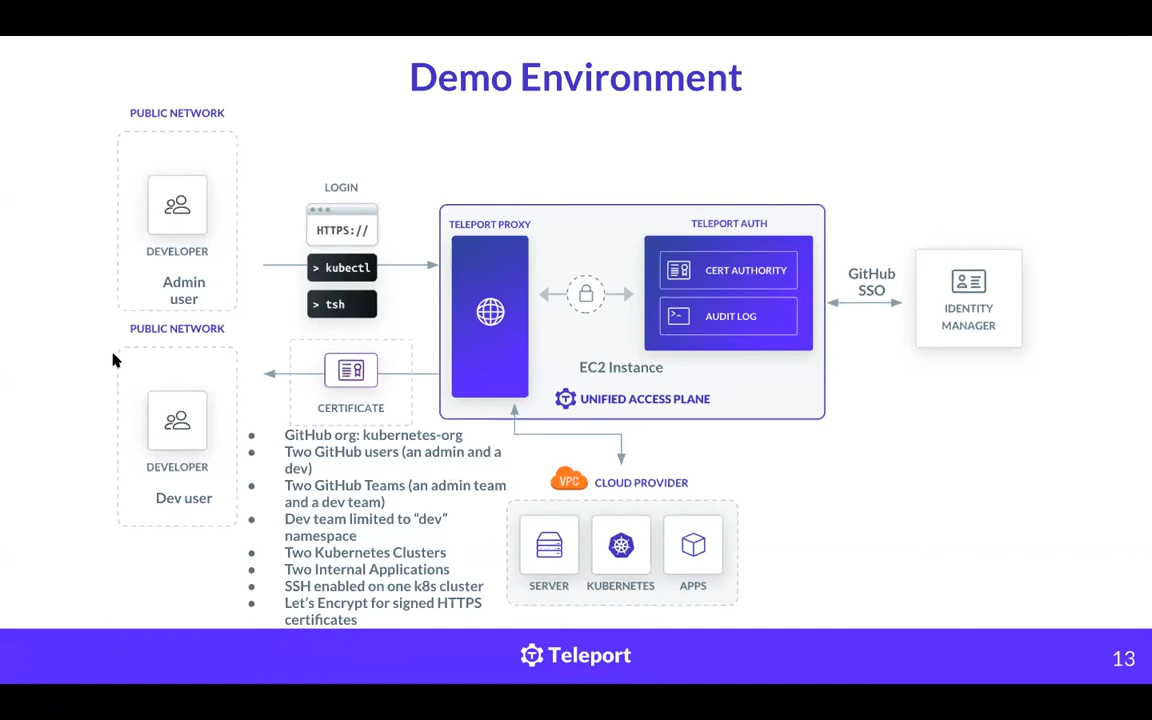 Demo Environment
PUBLIC NETWORK
DEVELOPER
Admin
user
PUBLIC NETWORK
DEVELOPER
Dev user
LOGIN
HTTPS://
> kubectl
> tsh
CERTIFICATE
TELEPORT PROXY
TELEPORT AUTH
CERT AUTHORITY
>- AUDIT LOG
EC2 Instance
T UNIFIED ACCESS PLANE
GitHub
SSO
IDENTITY
MANAGER
• GitHub org: kubernetes-org
• Two GitHub users (an admin and a
dev)
• Two GitHub Teams (an admin team
and a dev team)
• Dev team limited to “dev”
namespace
• Two Kubernetes Clusters
• Two Internal Applications
• SSH enabled on one k8s cluster
• Let’s Encrypt for signed HTTPS
certificates
VPC CLOUD PROVIDER
SERVER
KUBERNETES
APPS
T Teleport
13